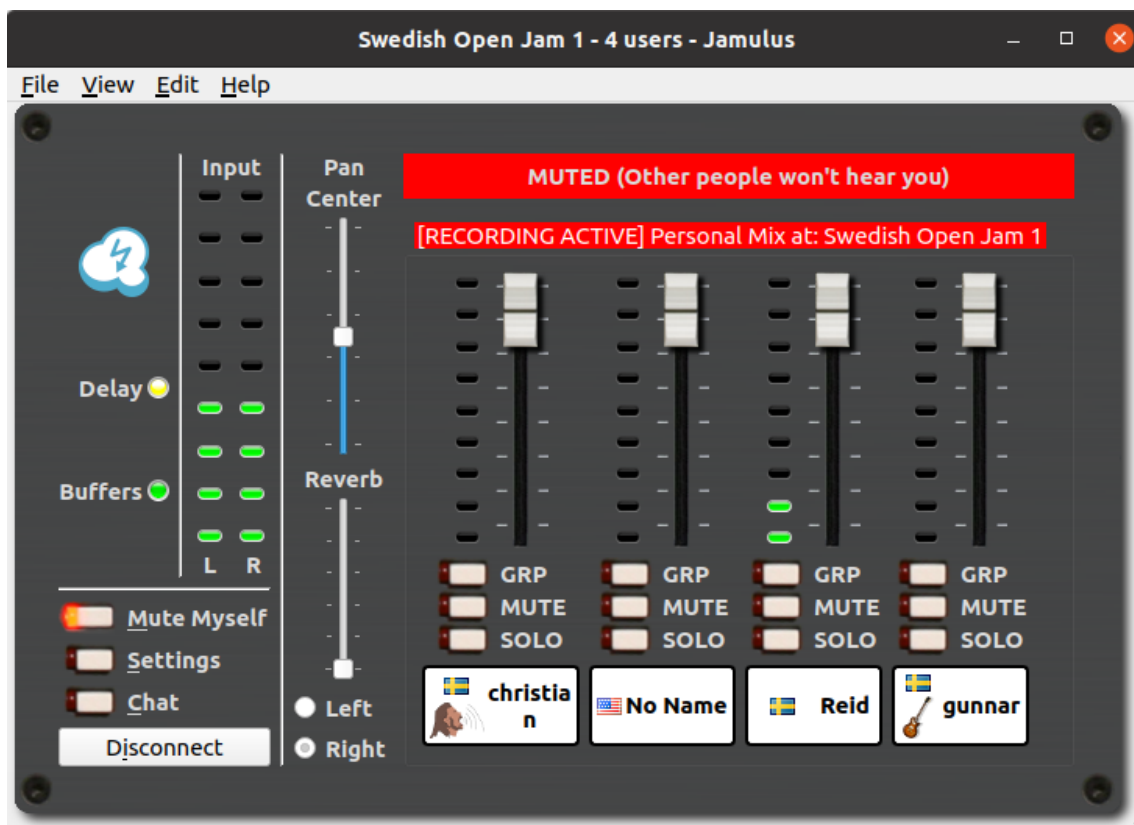 Swedish Open Jam 1 - 4 users - Jamulus
File View Edit Help
Input
Pan
Center
MUTED (Other people won't hear you)
[RECORDING ACTIVE] Personal Mix at: Swedish Open Jam 1
Delay
Buffers
L R
Reverb
Mute Myself
Settings
Chat
Disconnect
Left
Right
GRP GRP GRP GRP
MUTE MUTE MUTE MUTE
SOLO SOLO SOLO SOLO
christia
n
No Name
Reid
gunnar